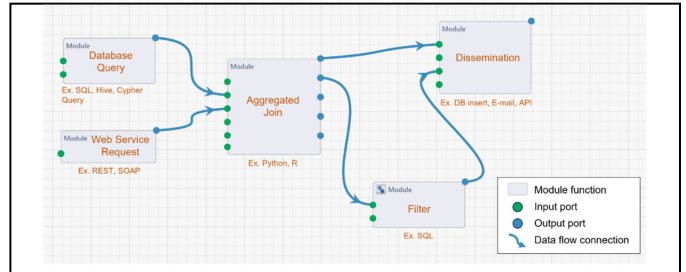 Module
Database
Query
Ex. SQL, Hive, Cypher
Query
Module Web Service
Request
Ex. REST, SOAP
Module
Aggregated
Join
Ex. Python, R
Module
Dissemination
Ex. DB insert, E-mail, API
Module
Filter
Ex. SQL
Module function
Input port
Output port
Data flow connection